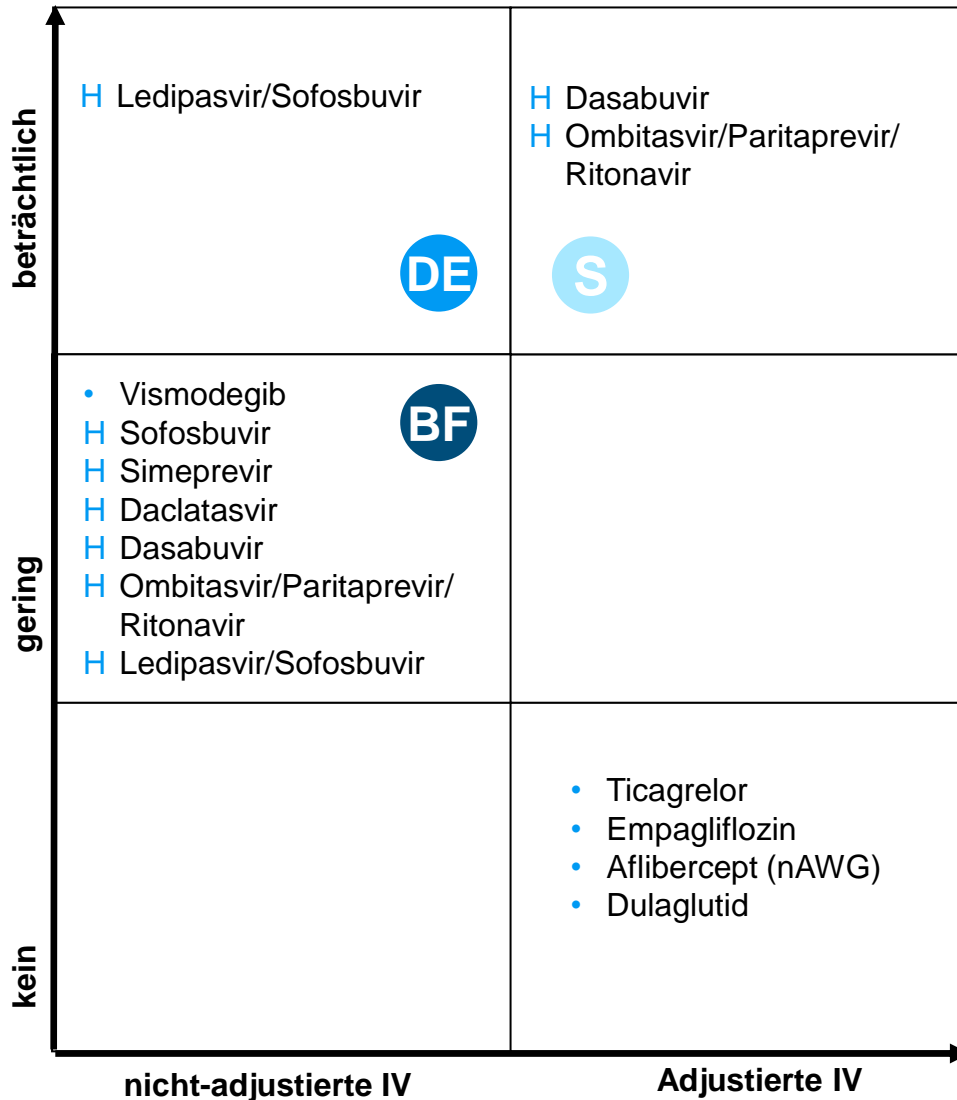 beträchtlich
H Ledipasvir/Sofosbuvir
DE
H Dasabuvir
H Ombitasvir/Paritaprevir/
Ritonavir
S
gering
• Vismodegib
H Sofosbuvir
H Simeprevir
H Daclatasvir
H Dasabuvir
H Ombitasvir/Paritaprevir/
Ritonavir
H Ledipasvir/Sofosbuvir
BF
kein
• Ticagrelor
• Empagliflozin
• Aflibercept (nAWG)
• Dulaglutid
nicht-adjustierte IV
Adjustierte IV